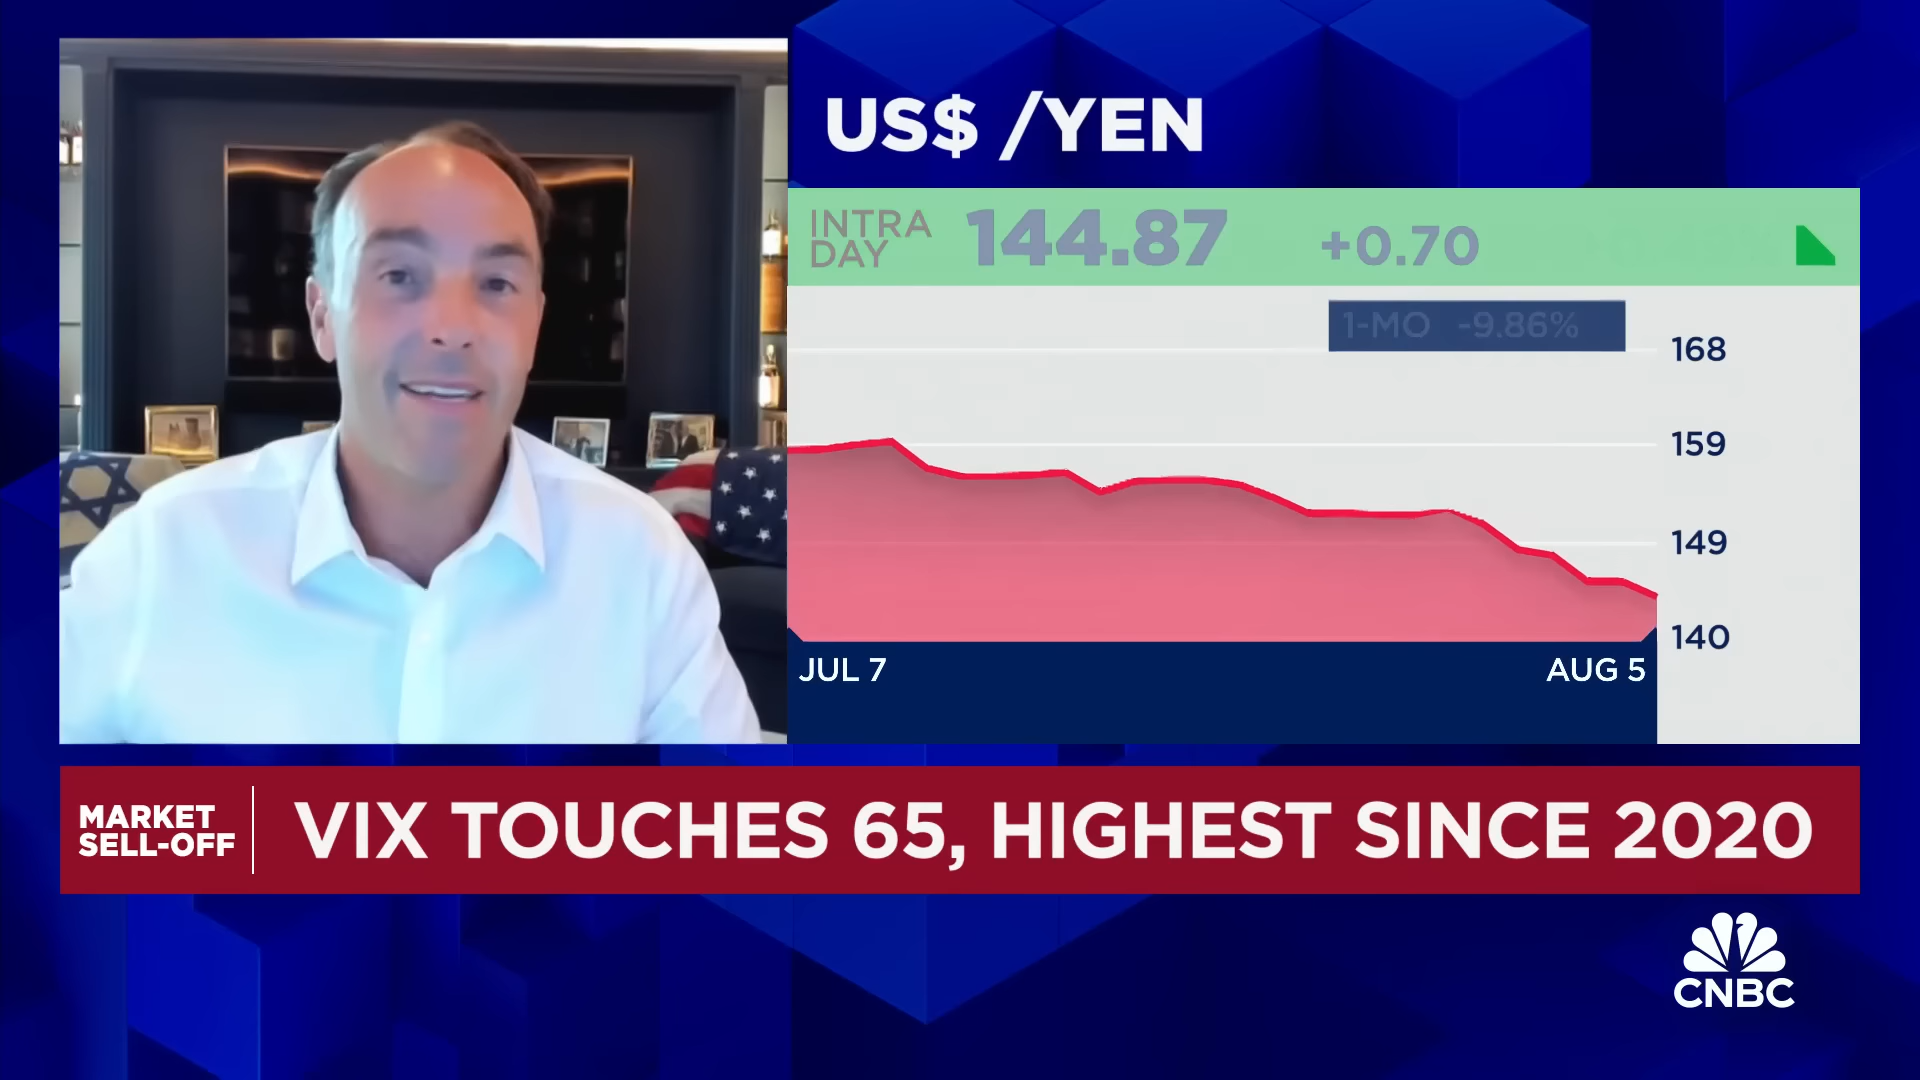 US$ /YEN
INTRA
DAY
144.87 +0.70
1-MO -9.86%
168
159
149
140
JUL 7 AUG 5
MARKET
SELL-OFF
VIX TOUCHES 65, HIGHEST SINCE 2020
CNBC